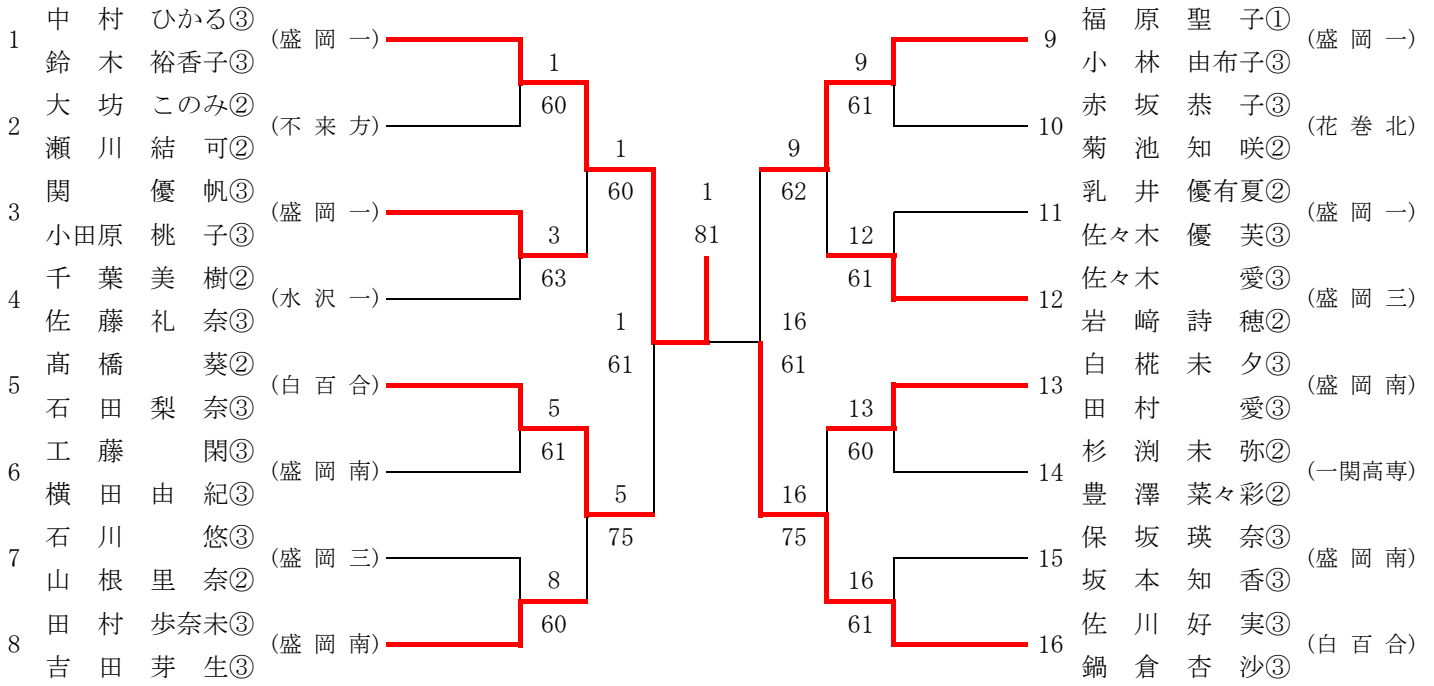 1 中村 ひかる③ (盛岡一)
鈴木 裕香子③
2 大坊 このみ② (不来方)
瀬川 結可②
3 関 優帆③ (盛岡一)
小田原 桃子③
4 千葉 美樹② (水沢一)
佐藤 礼奈③
5 髙橋 葵② (白百合)
石田 梨奈③
6 工藤 閑③ (盛岡南)
横田 由紀③
7 石川 悠③ (盛岡三)
山根 里奈②
8 田村 歩奈未③ (盛岡南)
吉田 芽生③
1
60
3
63
5
61
8
60
1
60
5
75
1
61
1
81
16
61
9
62
16
75
9
61
12
61
13
60
16
61
9 福原 聖子① (盛岡一)
小林 由布子③
10 赤坂 恭子③ (花巻北)
菊池 知咲②
11 乳井 優有夏② (盛岡一)
佐々木 優芙③
12 佐々木 愛③ (盛岡三)
岩﨑 詩穂②
13 白椛 未夕③ (盛岡南)
田村 愛③
14 杉渕 未弥② (一関高専)
豊澤 菜々彩②
15 保坂 瑛奈③ (盛岡南)
坂本 知香③
16 佐川 好実③ (白百合)
鍋倉 杏沙③